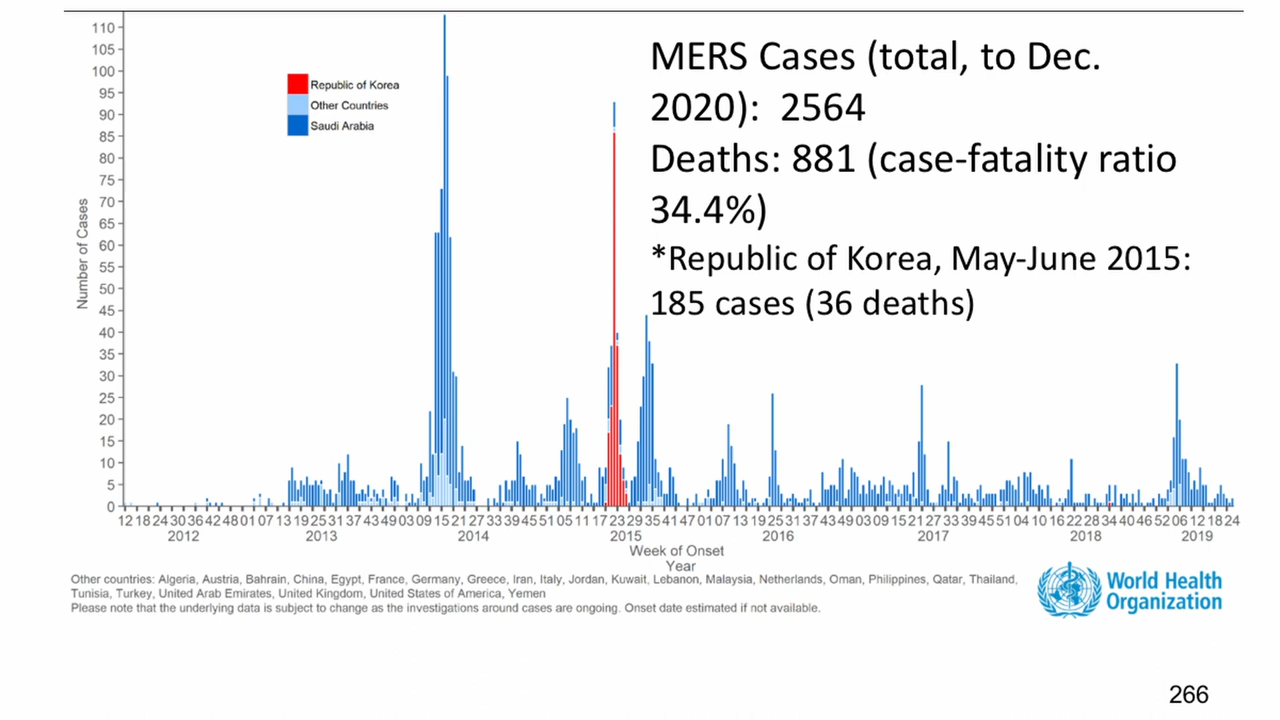 110
105
100
95
90
85
80
75
70
65
60
55
50
45
40
35
30
25
20
15
10
5
0
Number of Cases
Republic of Korea
Other Countries
Saudi Arabia
MERS Cases (total, to Dec.
2020): 2564
Deaths: 881 (case-fatality ratio
34.4%)
*Republic of Korea, May-June 2015:
185 cases (36 deaths)
12 18 24 30 36 42 48 01 07 13 19 25 31 37 43 49 03 09 15 21 27 33 39 45 51 05 11 17 23 29 35 41 47 01 07 13 19 25 31 37 43 49 03 09 15 21 27 33 39 45 51 04 10 16 22 28 34 40 46 52 06 12 18 24
2012 2013 2014 2015 2016 2017 2018 2019
Week of Onset
Year
Other countries: Algeria, Austria, Bahrain, China, Egypt, France, Germany, Greece, Iran, Italy, Jordan, Kuwait, Lebanon, Malaysia, Netherlands, Oman, Philippines, Qatar, Thailand,
Tunisia, Turkey, United Arab Emirates, United Kingdom, United States of America, Yemen
Please note that the underlying data is subject to change as the investigations around cases are ongoing. Onset date estimated if not available.
World Health
Organization
266